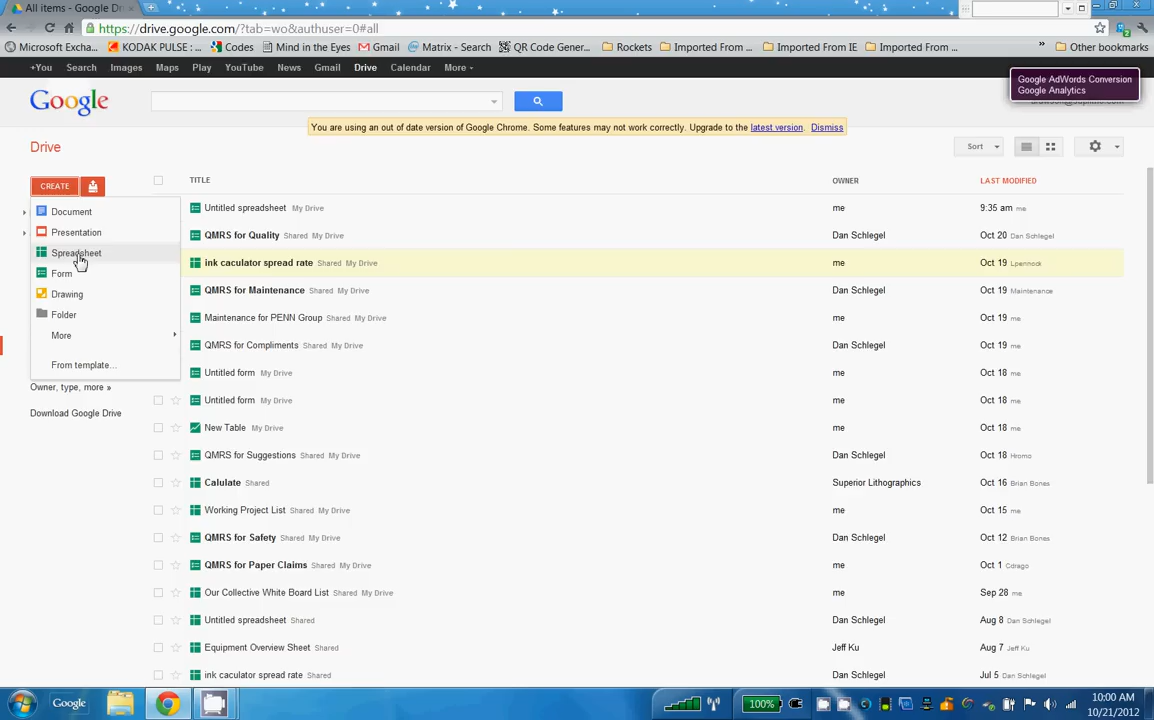 All items - Google Dr
https://drive.google.com/?tab=wo&authuser=0#all
Microsoft Excha... KODAK PULSE :... Codes Mind in the Eyes Gmail Matrix - Search QR Code Gener... Rockets Imported From ... Imported From IE Imported From ... » Other bookmarks
+You Search Images Maps Play YouTube News Gmail Drive Calendar More
Google AdWords Conversion
Google Analytics
Google
You are using an out of date version of Google Chrome. Some features may not work correctly. Upgrade to the latest version. Dismiss
Drive
Sort
CREATE
TITLE OWNER LAST MODIFIED
Document
Presentation
Spreadsheet
Form
Drawing
Folder
More
From template...
Owner, type, more »
Download Google Drive
Untitled spreadsheet My Drive me 9:35 am me
QMRS for Quality Shared My Drive Dan Schlegel Oct 20 Dan Schlegel
ink caculator spread rate Shared My Drive me Oct 19 Lpennock
QMRS for Maintenance Shared My Drive Dan Schlegel Oct 19 Maintenance
Maintenance for PENN Group Shared My Drive me Oct 19 me
QMRS for Compliments Shared My Drive Dan Schlegel Oct 19 me
Untitled form My Drive me Oct 18 me
Untitled form My Drive me Oct 18 me
New Table My Drive me Oct 18 me
QMRS for Suggestions Shared My Drive Dan Schlegel Oct 18 Hromo
Calulate Shared Superior Lithographics Oct 16 Brian Bones
Working Project List Shared My Drive me Oct 15 me
QMRS for Safety Shared My Drive Dan Schlegel Oct 12 Brian Bones
QMRS for Paper Claims Shared My Drive me Oct 1 Cdrago
Our Collective White Board List Shared My Drive me Sep 28 me
Untitled spreadsheet Shared Dan Schlegel Aug 8 Dan Schlegel
Equipment Overview Sheet Shared Jeff Ku Aug 7 Jeff Ku
ink caculator spread rate Shared Dan Schlegel Jul 5 Dan Schlegel
Google 100% 10:00 AM
10/21/2012